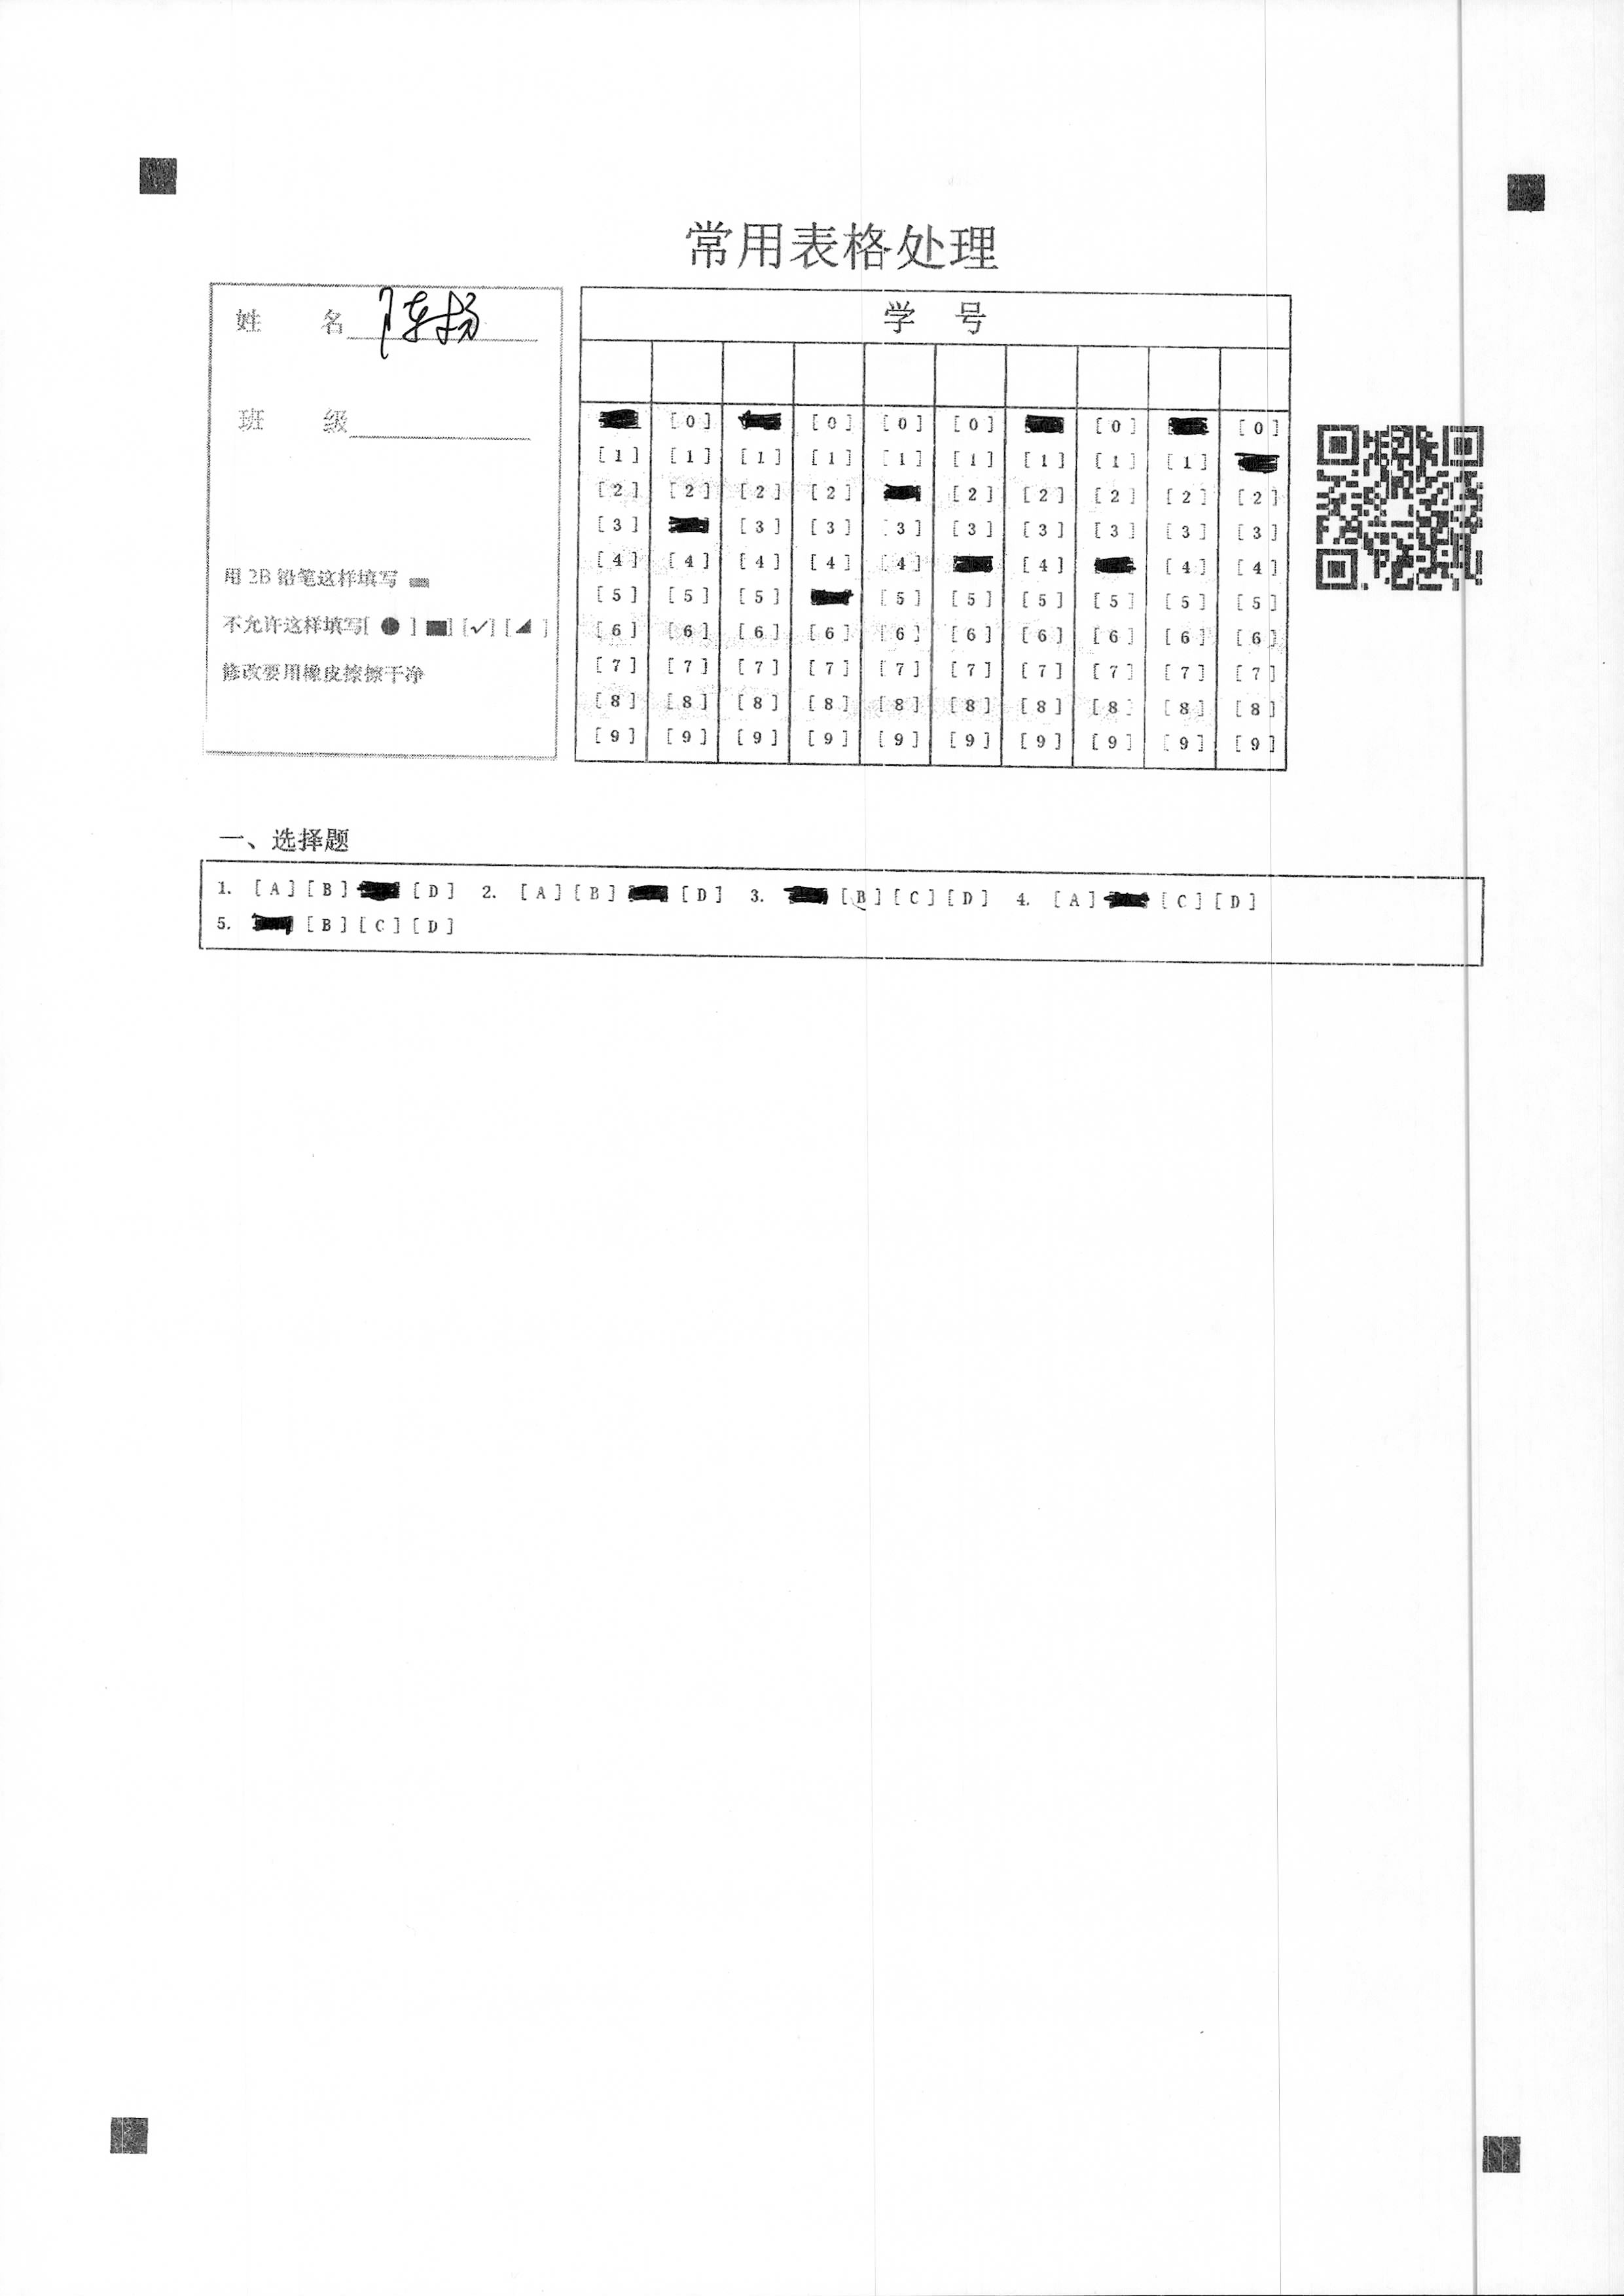 常用表格处理
姓 名 陈扬
班 级
用 2B 铅笔这样填写
不允许这样填写[ ● ] ■] [✓] [◢ ]
修改要用橡皮擦擦干净
学 号
[0] [0] [0] [0] [0] [0]
[1] [1] [1] [1] [1] [1] [1] [1] [1]
[2] [2] [2] [2] [2] [2] [2] [2] [2]
[3] [3] [3] [3] [3] [3] [3] [3] [3]
[4] [4] [4] [4] [4] [4] [4] [4]
[5] [5] [5] [5] [5] [5] [5] [5] [5]
[6] [6] [6] [6] [6] [6] [6] [6] [6] [6]
[7] [7] [7] [7] [7] [7] [7] [7] [7] [7]
[8] [8] [8] [8] [8] [8] [8] [8] [8] [8]
[9] [9] [9] [9] [9] [9] [9] [9] [9] [9]
一、选择题
1. [A] [B] [D] 2. [A] [B] [D] 3. [B] [C] [D] 4. [A] [C] [D]
5. [B] [C] [D]